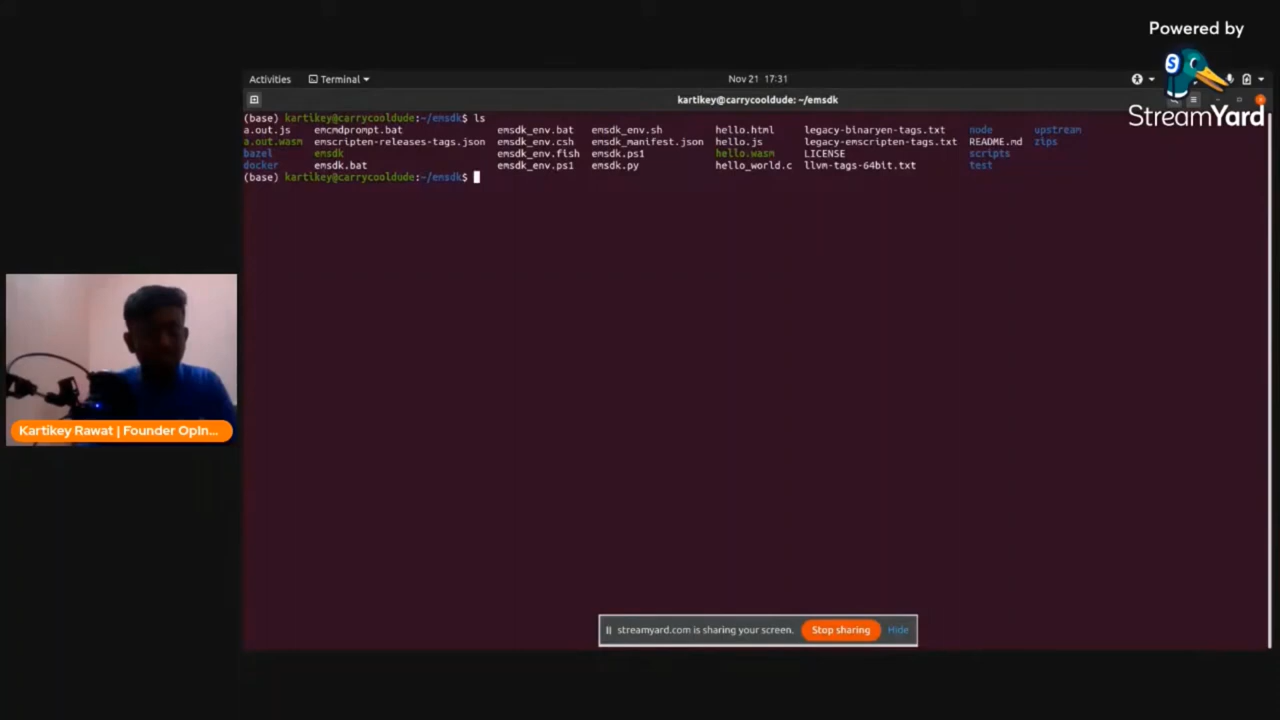 Powered by
StreamYard
Activities Terminal Nov 21 17:31
kartikey@carrycooldude: ~/emsdk
(base) kartikey@carrycooldude:~/emsdk$ ls
a.out.js emcmdprompt.bat emsdk_env.bat emsdk_env.sh hello.html legacy-binaryen-tags.txt node upstream
a.out.wasm emscripten-releases-tags.json emsdk_env.csh emsdk_manifest.json hello.js legacy-emscripten-tags.txt README.md zips
bazel emsdk emsdk_env.fish emsdk.ps1 hello.wasm LICENSE scripts
docker emsdk.bat emsdk_env.ps1 emsdk.py hello_world.c llvm-tags-64bit.txt test
(base) kartikey@carrycooldude:~/emsdk$
Kartikey Rawat | Founder OpIn...
streamyard.com is sharing your screen. Stop sharing Hide